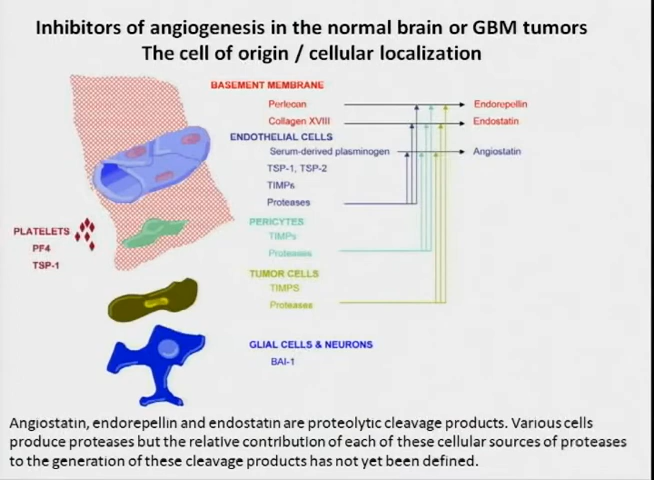 Inhibitors of angiogenesis in the normal brain or GBM tumors
The cell of origin / cellular localization
BASEMENT MEMBRANE
Perlecan
Endorepellin
Collagen XVIII
Endostatin
ENDOTHELIAL CELLS
Serum-derived plasminogen
Angiostatin
TSP-1, TSP-2
TIMPs
Proteases
PERICYTES
TIMPs
Proteases
PLATELETS
PF4
TSP-1
TUMOR CELLS
TIMPS
Proteases
GLIAL CELLS & NEURONS
BAI-1
Angiostatin, endorepellin and endostatin are proteolytic cleavage products. Various cells
produce proteases but the relative contribution of each of these cellular sources of proteases
to the generation of these cleavage products has not yet been defined.